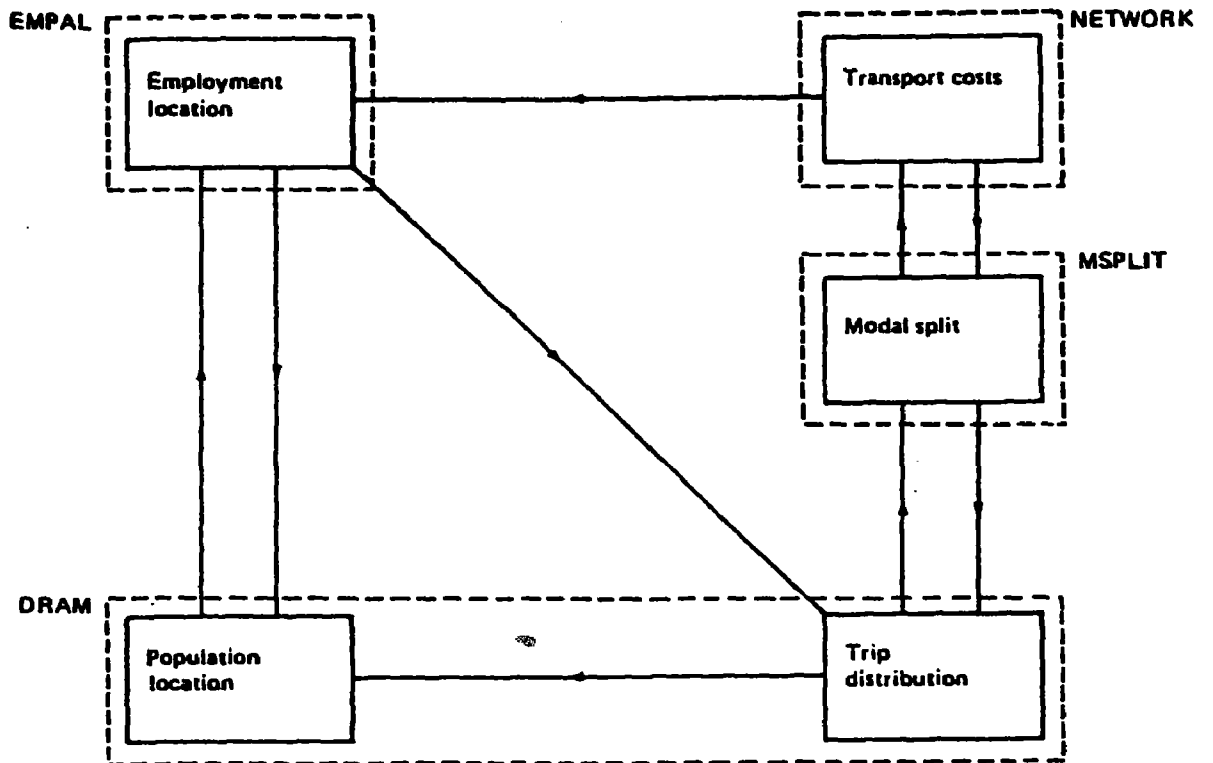 EMPAL
Employment
location
Transport costs
NETWORK
Modal split
MSPLIT
DRAM
Population
location
Trip
distribution